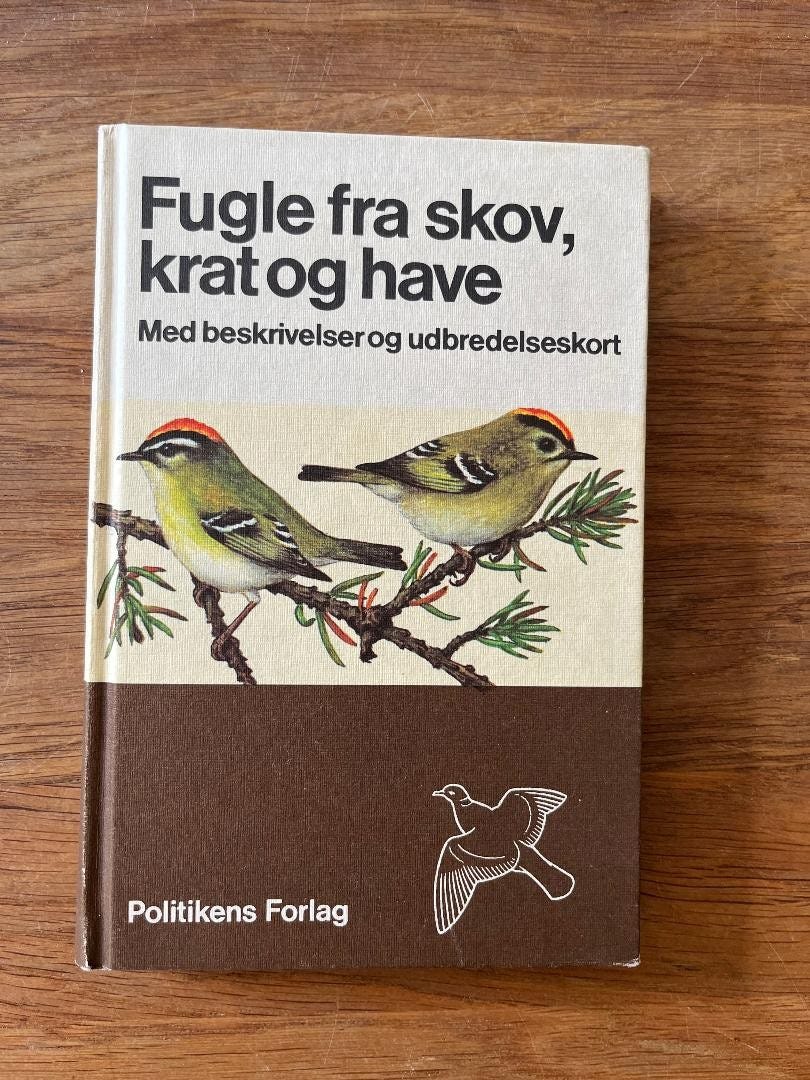 Fugle fra skov,
krat og have
Med beskrivelser og udbredelseskort
Politikens Forlag